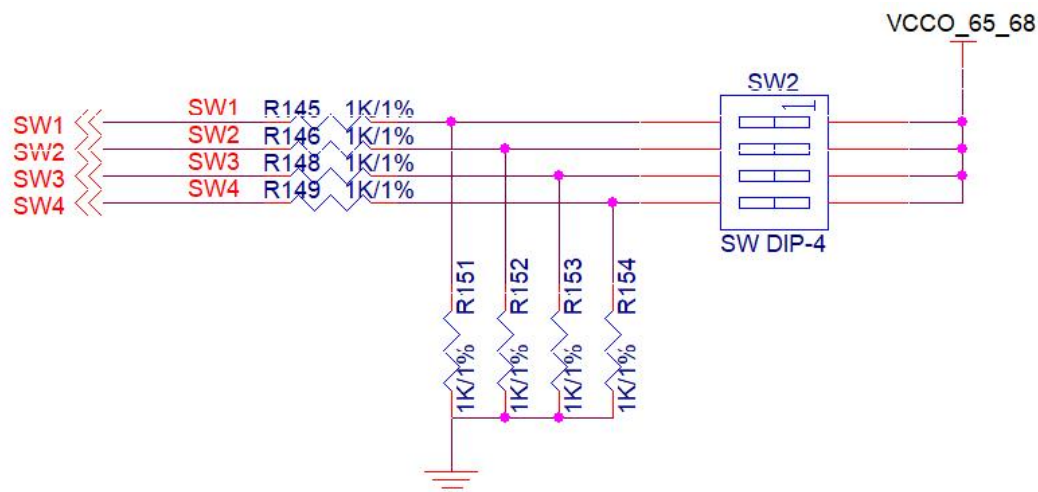 VCCO_65_68
SW2
1
SW1 SW1 R145 1K/1%
SW2 SW2 R146 1K/1%
SW3 SW3 R148 1K/1%
SW4 SW4 R149 1K/1%
SW DIP-4
R151 R152 R153 R154
1K/1% 1K/1% 1K/1% 1K/1%